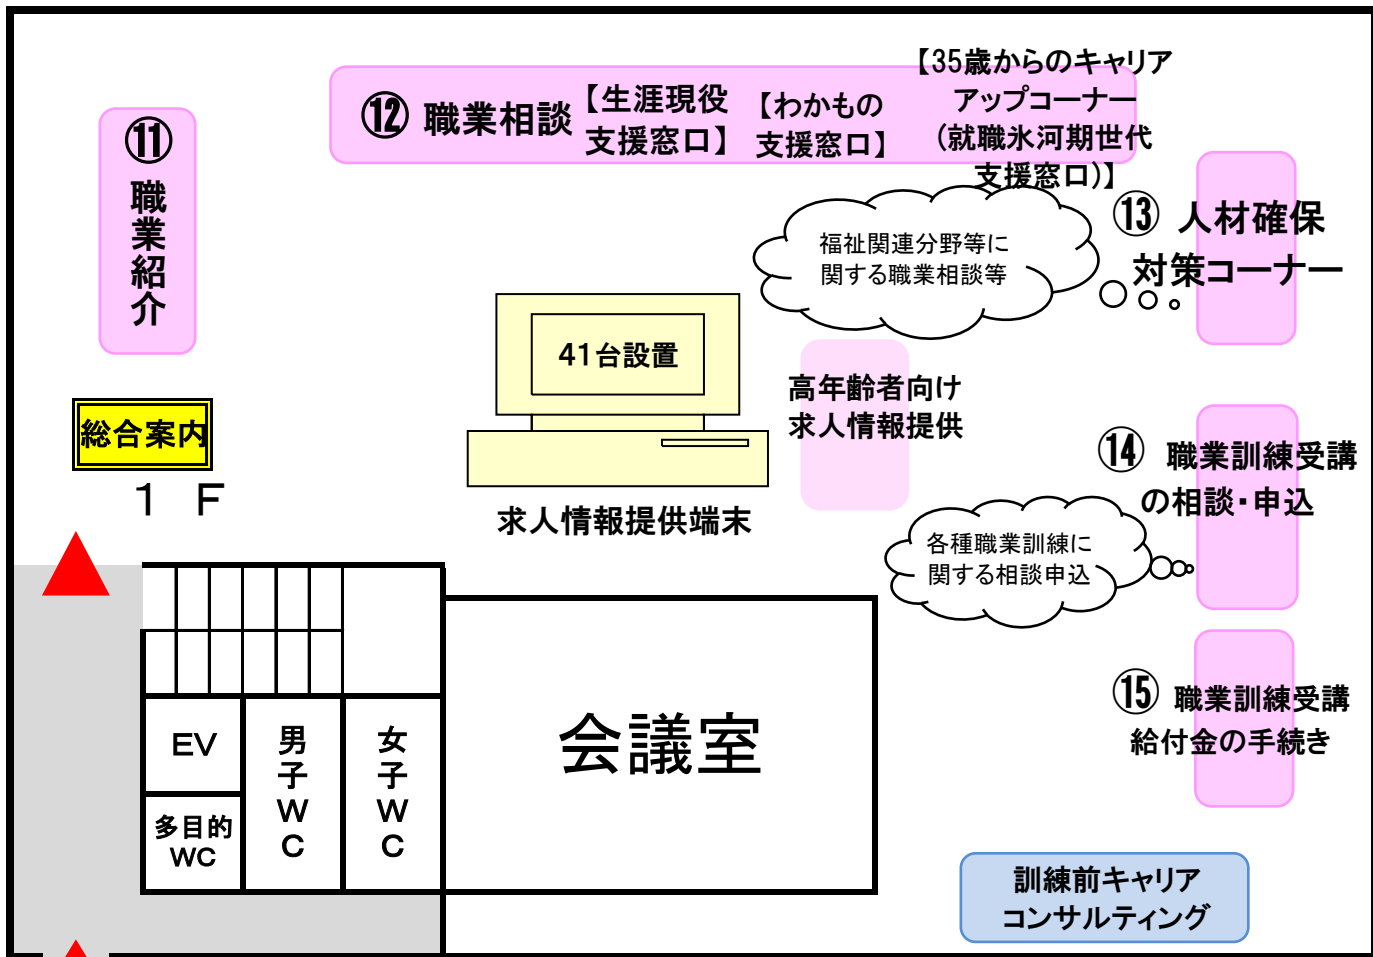 ⑪
職業紹介
⑫ 職業相談
【生涯現役
支援窓口】
【わかもの
支援窓口】
【35歳からのキャリア
アップコーナー
(就職氷河期世代
支援窓口)】
⑬ 人材確保
対策コーナー
福祉関連分野等に
関する職業相談等
41台設置
求人情報提供端末
高年齢者向け
求人情報提供
総合案内
1 F
⑭ 職業訓練受講
の相談・申込
各種職業訓練に
関する相談申込
⑮ 職業訓練受講
給付金の手続き
EV
多目的
WC
男子WC
女子WC
会議室
訓練前キャリア
コンサルティング